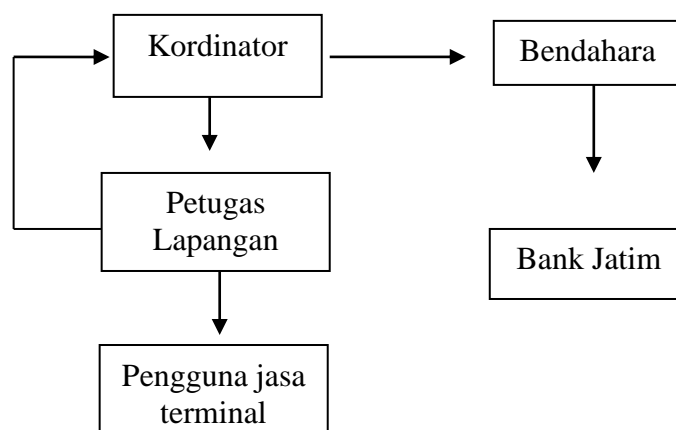 Kordinator
Bendahara
Petugas
Lapangan
Bank Jatim
Pengguna jasa
terminal